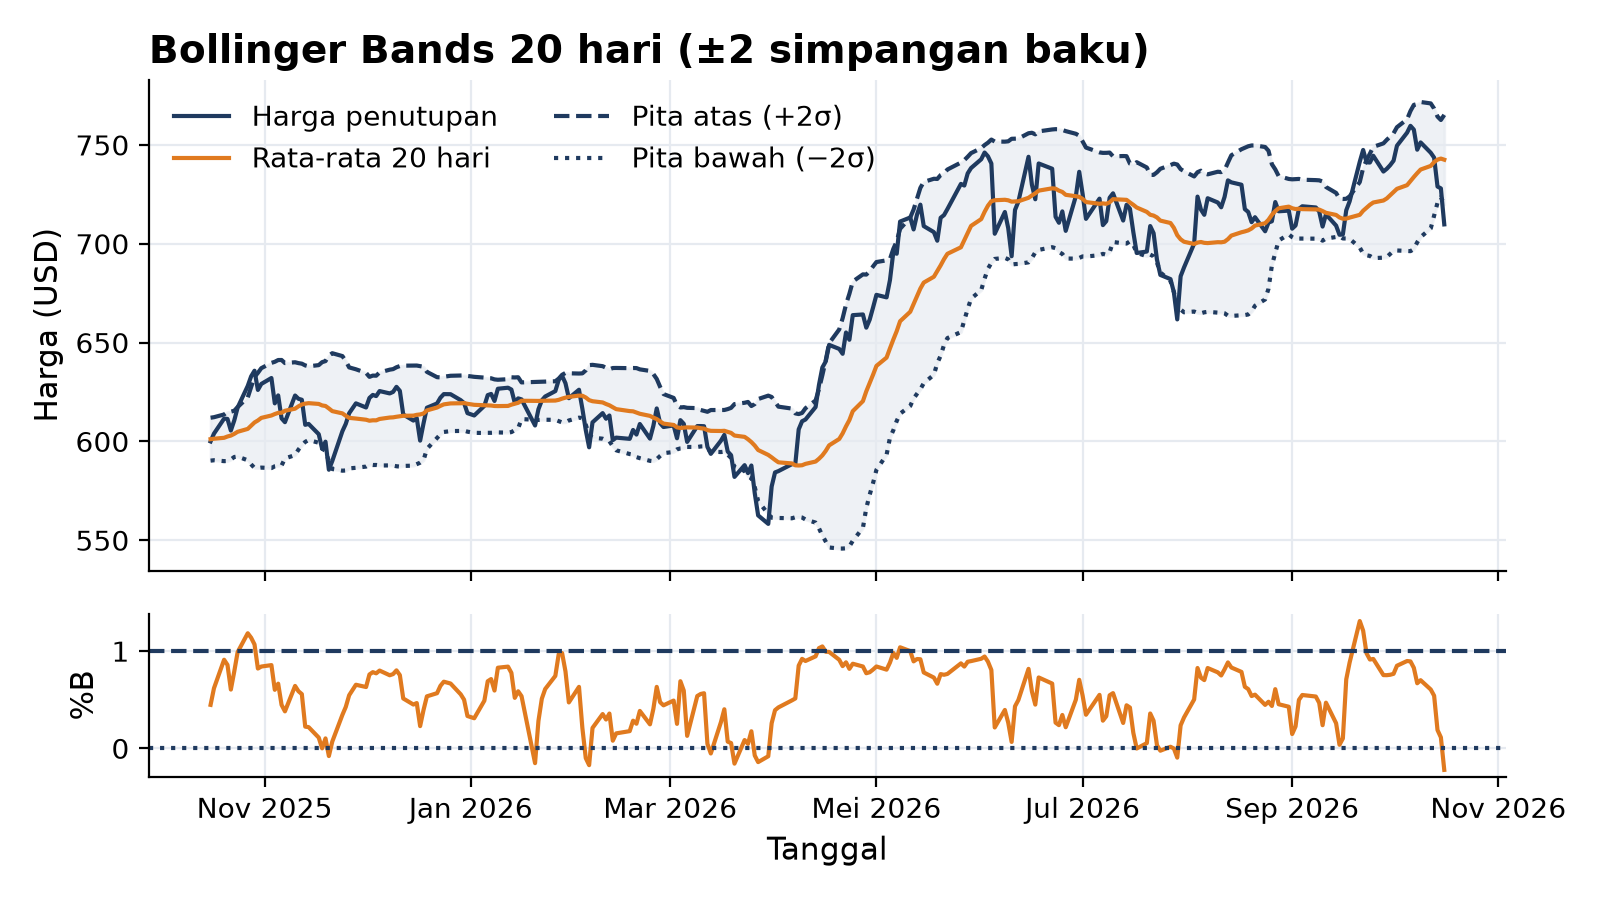 Bollinger Bands 20 hari (±2 simpangan baku)
Harga penutupan
Rata-rata 20 hari
Pita atas (+2σ)
Pita bawah (−2σ)
Harga (USD)
750
700
650
600
550
%B
1
0
Nov 2025
Jan 2026
Mar 2026
Mei 2026
Jul 2026
Sep 2026
Nov 2026
Tanggal